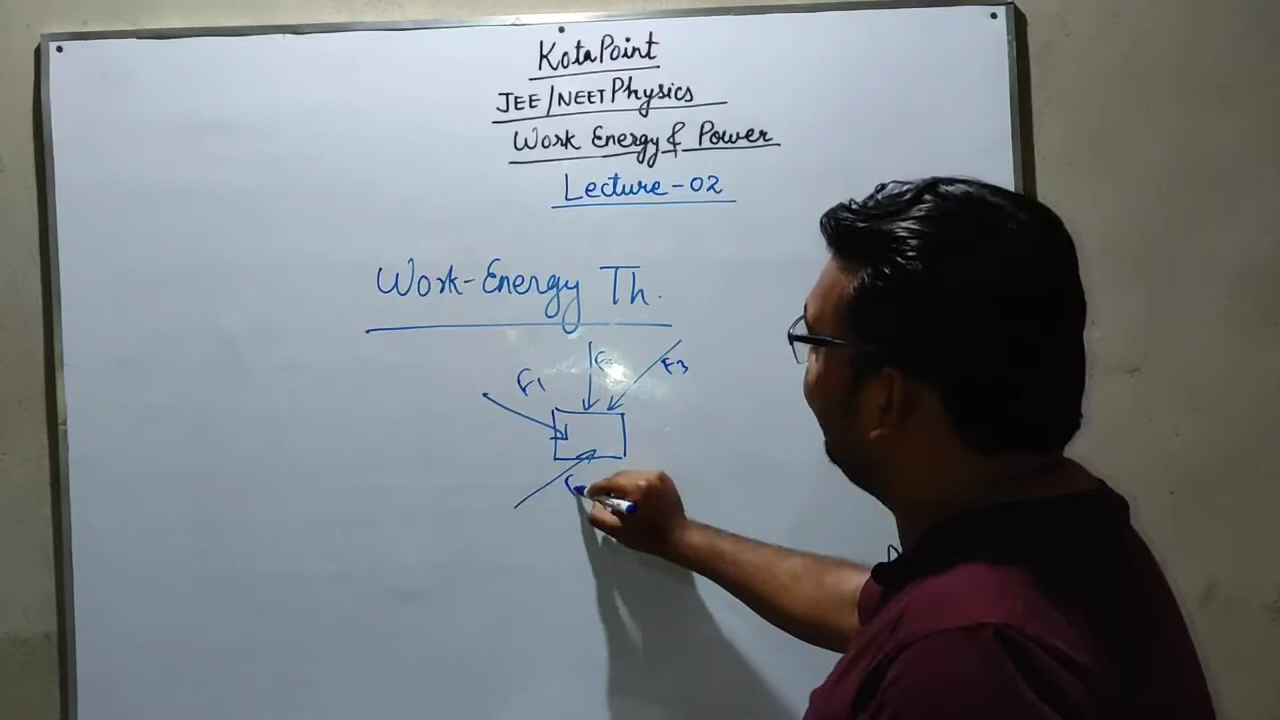 KotaPoint
JEE/NEET Physics
Work Energy & Power
Lecture-02
Work-Energy Th.
F3
F1